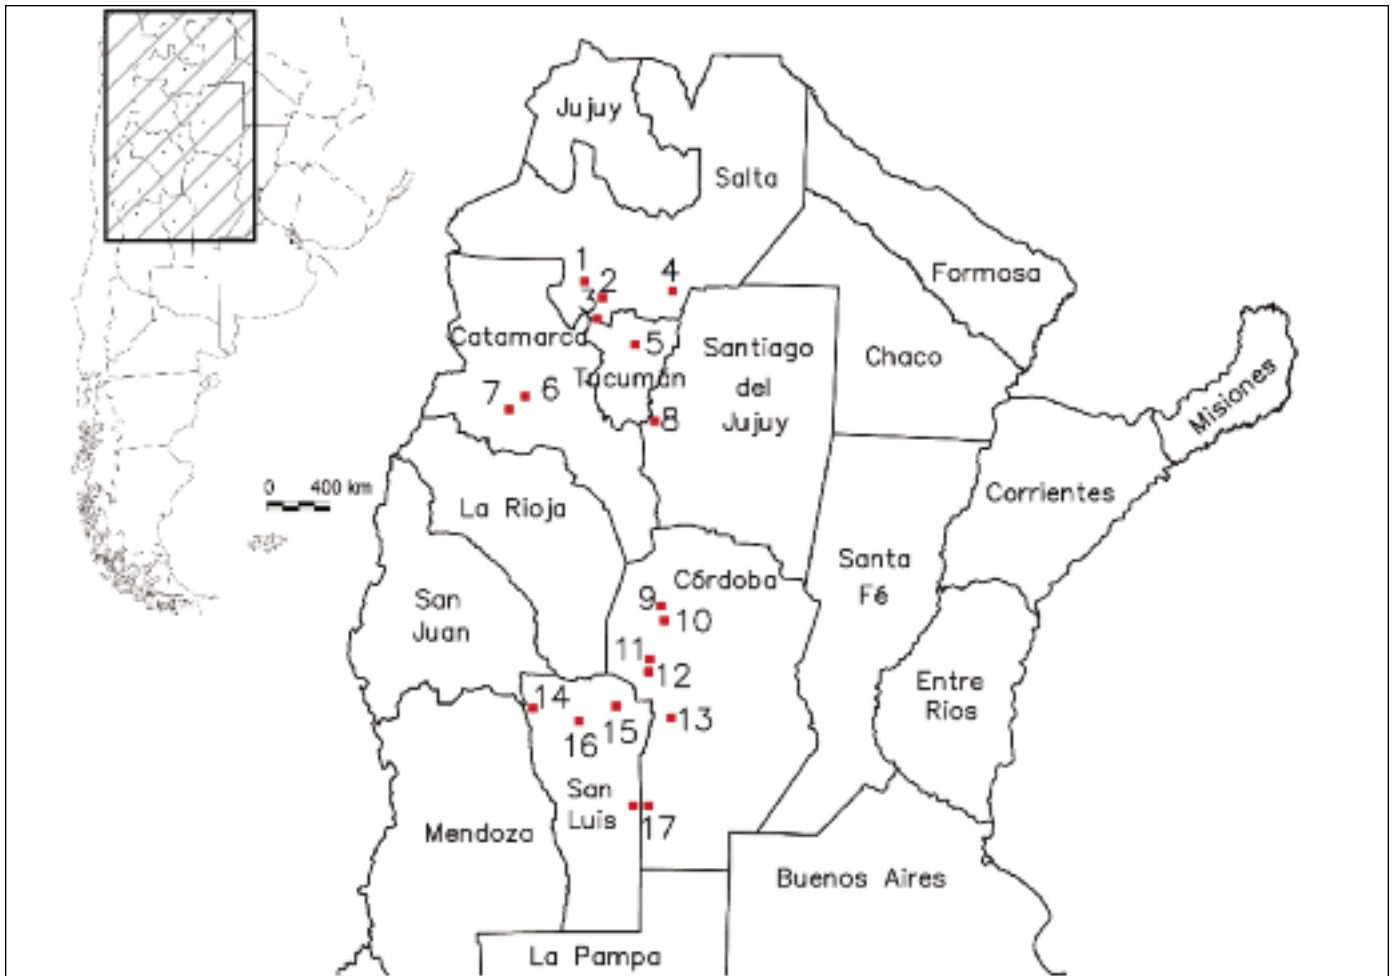 Jujuy
Salta
Formosa
1
2
3
4
Catamarca
5
Santiago
del
Jujuy
Chaco
Tucumán
Misiones
7
6
8
0 400 km
La Rioja
Corrientes
Santa
Fé
Córdoba
San
Juan
9
10
11
12
Entre
Rios
14
13
15
16
San
Luis
17
Mendoza
Buenos Aires
La Pampa